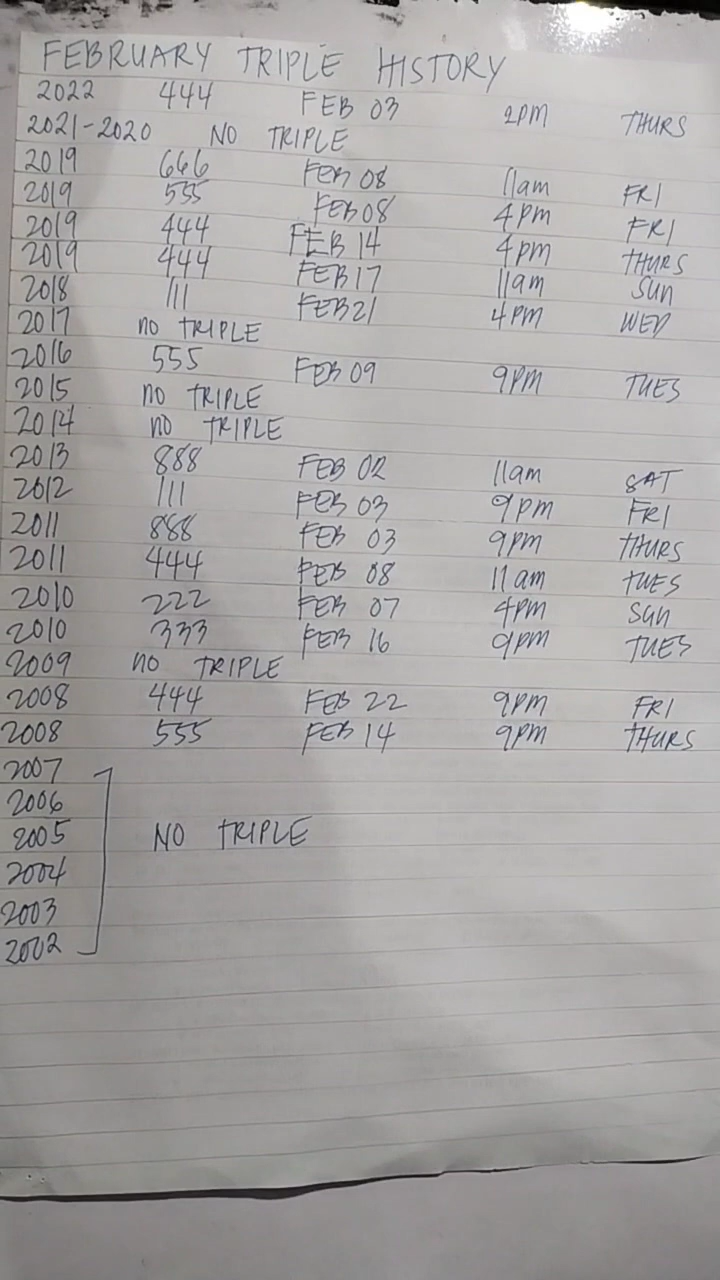 FEBRUARY TRIPLE HISTORY
2022 444 FEB 03 2PM THURS
2021-2020 NO TRIPLE
2019 666 FEB 08 11am FRI
2019 555 FEB 08 4PM FRI
2019 444 FEB 14 4PM THURS
2019 444 FEB 17 11am SUN
2018 111 FEB 21 4PM WED
2017 no TRIPLE
2016 555 FEB 09 9PM TUES
2015 no TRIPLE
2014 no TRIPLE
2013 888 FEB 02 11am SAT
2012 111 FEB 03 9PM FRI
2011 888 FEB 03 9PM THURS
2011 444 FEB 08 11am TUES
2010 222 FEB 07 4PM SUN
2010 333 FEB 16 9PM TUES
2009 no TRIPLE
2008 444 FEB 22 9PM FRI
2008 555 FEB 14 9PM THURS
2007
2006
2005 NO TRIPLE
2004
2003
2002